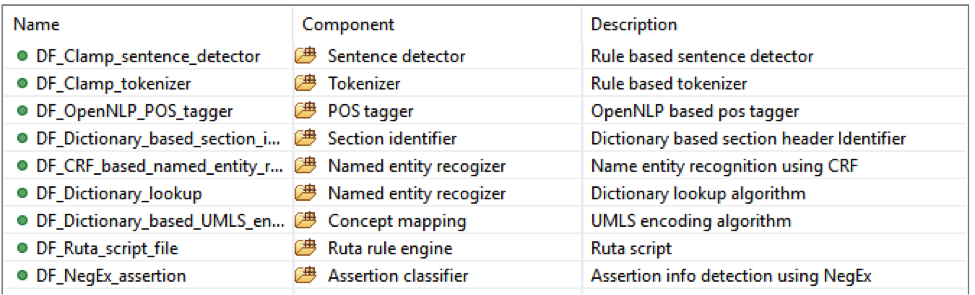 Name Component Description
DF_Clamp_sentence_detector Sentence detector Rule based sentence detector
DF_Clamp_tokenizer Tokenizer Rule based tokenizer
DF_OpenNLP_POS_tagger POS tagger OpenNLP based pos tagger
DF_Dictionary_based_section_i... Section identifier Dictionary based section header Identifier
DF_CRF_based_named_entity_r... Named entity recogizer Name entity recognition using CRF
DF_Dictionary_lookup Named entity recogizer Dictionary lookup algorithm
DF_Dictionary_based_UMLS_en... Concept mapping UMLS encoding algorithm
DF_Ruta_script_file Ruta rule engine Ruta script
DF_NegEx_assertion Assertion classifier Assertion info detection using NegEx